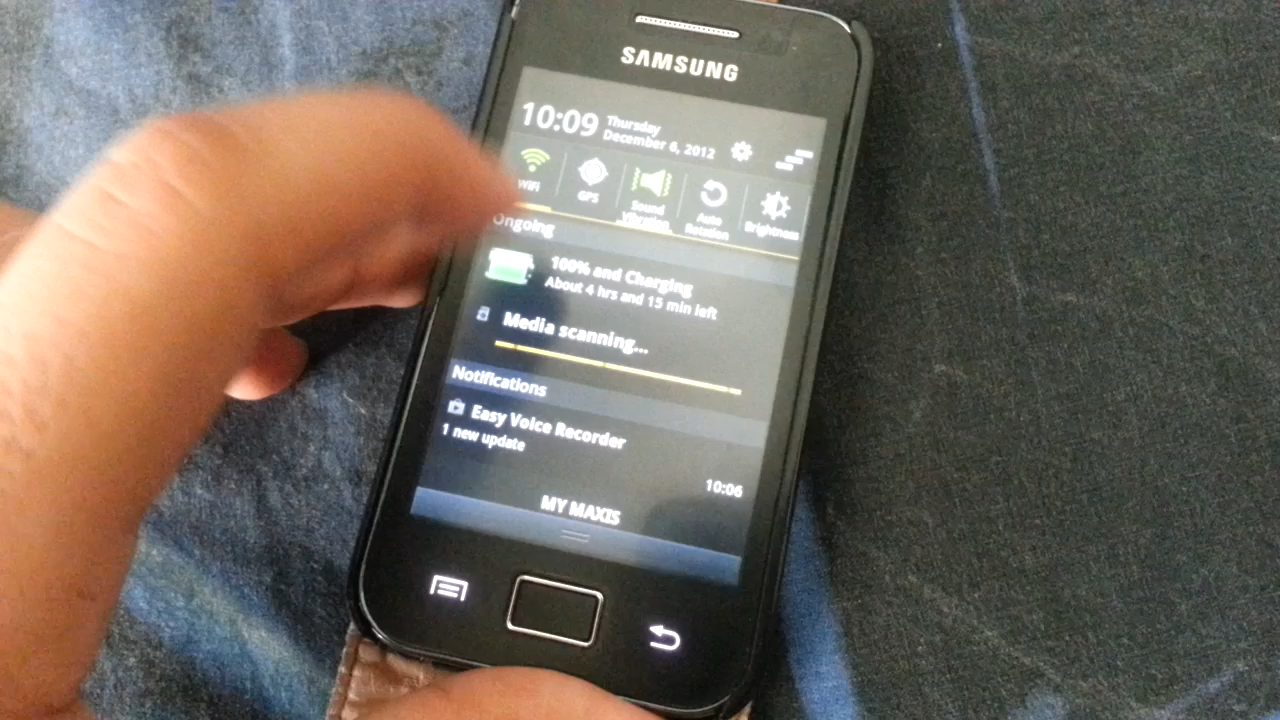 SAMSUNG
10:09
Thursday
December 6, 2012
WiFi
GPS
Sound
Vibration
Auto
Rotation
Brightness
Ongoing
100% and Charging
About 4 hrs and 15 min left
Media scanning...
Notifications
Easy Voice Recorder
1 new update
10:06
MY MAXIS